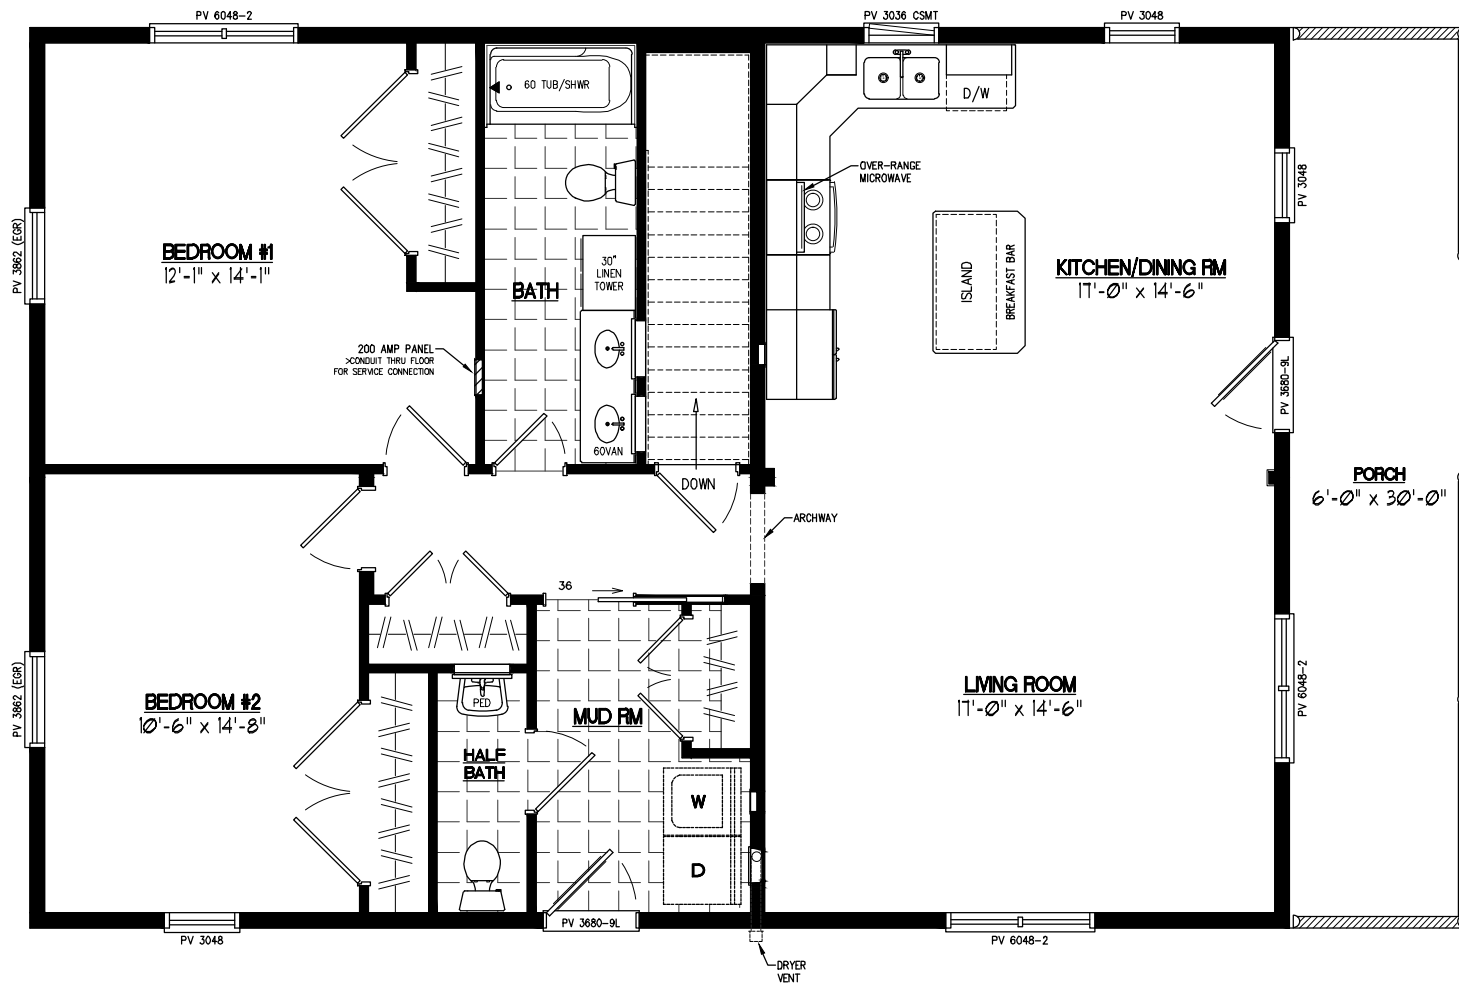 PV 6048-2
PV 3036 CSMT
PV 3048
60 TUB/SHWR
D/W
OVER-RANGE
MICROWAVE
PV 3048
PV 3862 (EGR)
BEDROOM #1
12'-1" x 14'-1"
30"
LINEN
TOWER
BATH
ISLAND
BREAKFAST BAR
KITCHEN/DINING RM
17'-0" x 14'-6"
200 AMP PANEL
>CONDUIT THRU FLOOR
FOR SERVICE CONNECTION
PV 3680-9L
60VAN
DOWN
PORCH
6'-0" x 30'-0"
ARCHWAY
36
PV 3862 (EGR)
BEDROOM #2
10'-6" x 14'-8"
PED
MUD RM
HALF
BATH
LIVING ROOM
17'-0" x 14'-6"
PV 6048-2
W
D
PV 3048
PV 3680-9L
PV 6048-2
DRYER
VENT